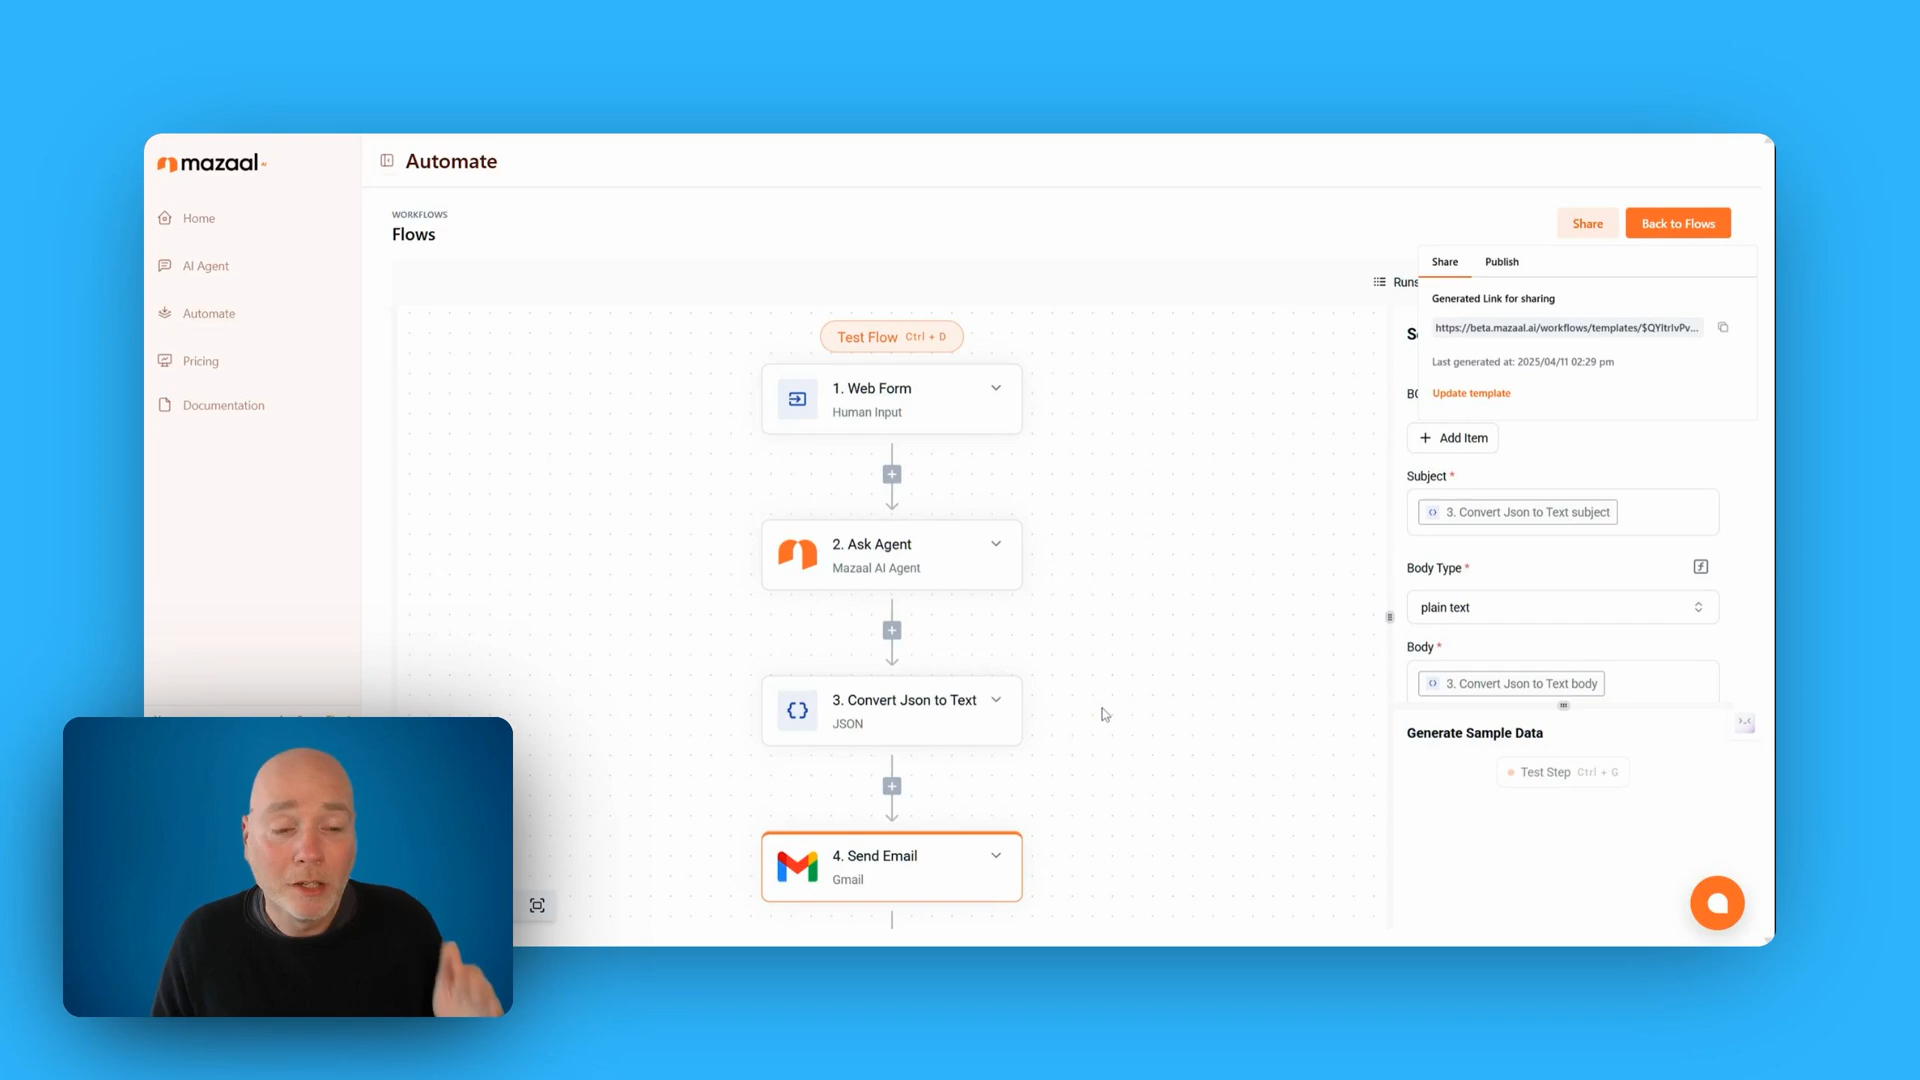 mazaal AI
Automate
Home
AI Agent
Automate
Pricing
Documentation
WORKFLOWS
Flows
Share
Back to Flows
Runs
Share
Publish
Generated Link for sharing
https://beta.mazaal.ai/workflows/templates/$QYltrlvPv...
Last generated at: 2025/04/11 02:29 pm
Update template
Add Item
Subject *
3. Convert Json to Text subject
Body Type *
plain text
Body *
3. Convert Json to Text body
Generate Sample Data
Test Step Ctrl + G
Test Flow Ctrl + D
1. Web Form
Human Input
2. Ask Agent
Mazaal AI Agent
3. Convert Json to Text
JSON
4. Send Email
Gmail